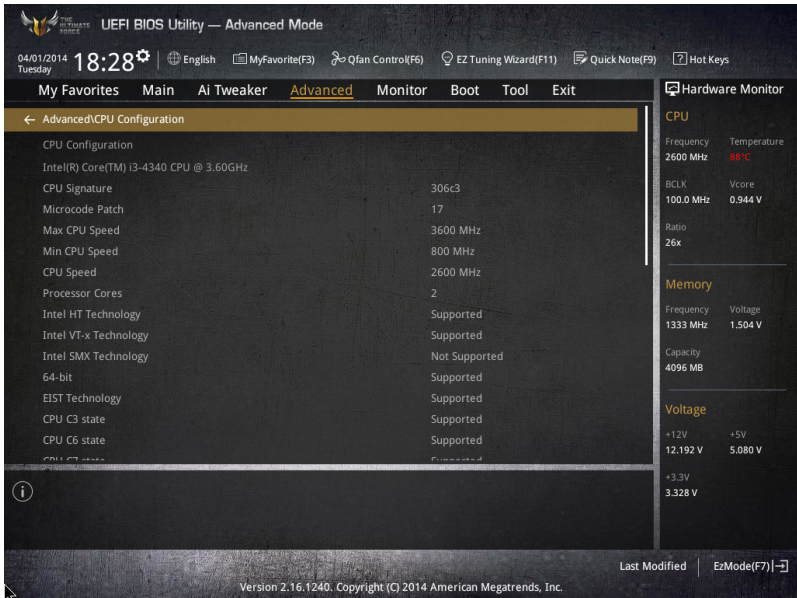 THE ULTIMATE FORCE
UEFI BIOS Utility — Advanced Mode
04/01/2014
Tuesday
18:28
English
MyFavorite(F3)
Qfan Control(F6)
EZ Tuning Wizard(F11)
Quick Note(F9)
? Hot Keys
My Favorites Main Ai Tweaker Advanced Monitor Boot Tool Exit
← Advanced\CPU Configuration
CPU Configuration
Intel(R) Core(TM) i3-4340 CPU @ 3.60GHz
CPU Signature 306c3
Microcode Patch 17
Max CPU Speed 3600 MHz
Min CPU Speed 800 MHz
CPU Speed 2600 MHz
Processor Cores 2
Intel HT Technology Supported
Intel VT-x Technology Supported
Intel SMX Technology Not Supported
64-bit Supported
EIST Technology Supported
CPU C3 state Supported
CPU C6 state Supported
CPU C7 state Supported
Hardware Monitor
CPU
Frequency Temperature
2600 MHz 88°C
BCLK Vcore
100.0 MHz 0.944 V
Ratio
26x
Memory
Frequency Voltage
1333 MHz 1.504 V
Capacity
4096 MB
Voltage
+12V +5V
12.192 V 5.080 V
+3.3V
3.328 V
Last Modified
EzMode(F7)
Version 2.16.1240. Copyright (C) 2014 American Megatrends, Inc.